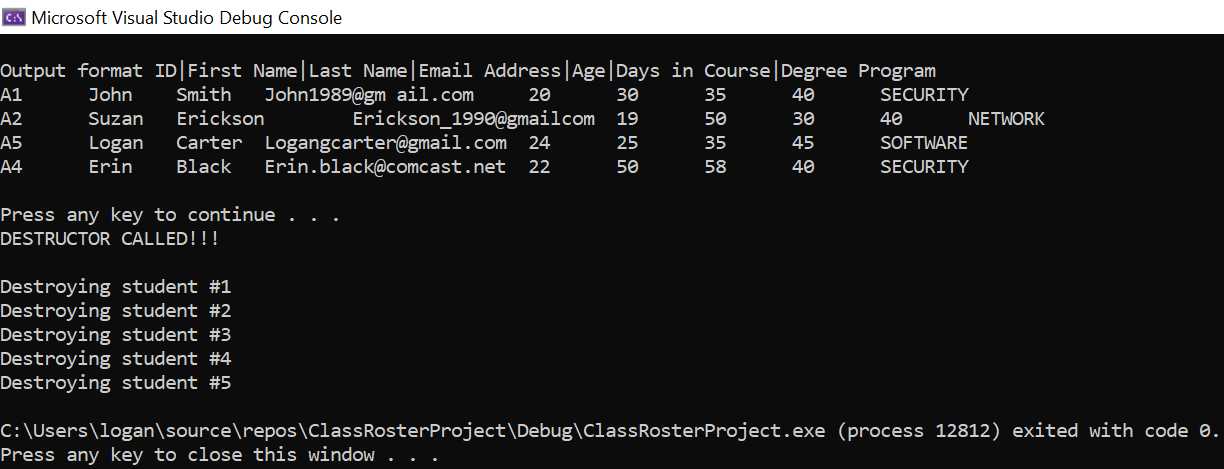 Microsoft Visual Studio Debug Console
Output format ID|First Name|Last Name|Email Address|Age|Days in Course|Degree Program
A1 John Smith John1989@gm ail.com 20 30 35 40 SECURITY
A2 Suzan Erickson Erickson_1990@gmailcom 19 50 30 40 NETWORK
A5 Logan Carter Logangcarter@gmail.com 24 25 35 45 SOFTWARE
A4 Erin Black Erin.black@comcast.net 22 50 58 40 SECURITY
Press any key to continue . . .
DESTRUCTOR CALLED!!!
Destroying student #1
Destroying student #2
Destroying student #3
Destroying student #4
Destroying student #5
C:\Users\logan\source\repos\ClassRosterProject\Debug\ClassRosterProject.exe (process 12812) exited with code 0.
Press any key to close this window . . .